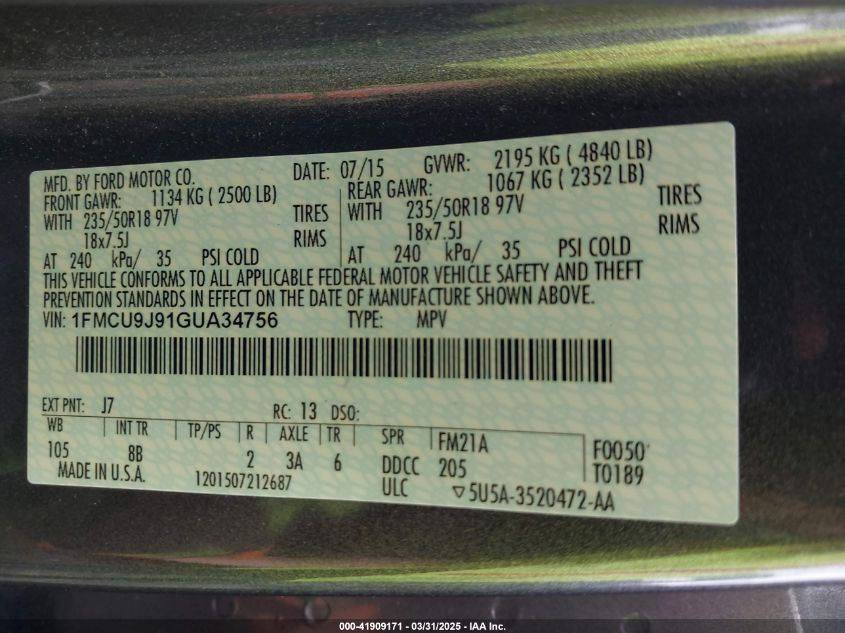 MFD. BY FORD MOTOR CO. DATE: 07/15 GVWR: 2195 KG ( 4840 LB)
FRONT GAWR: 1134 KG ( 2500 LB) REAR GAWR: 1067 KG ( 2352 LB)
WITH 235/50R18 97V TIRES WITH 235/50R18 97V TIRES
18x7.5J RIMS 18x7.5J RIMS
AT 240 kPa/ 35 PSI COLD AT 240 kPa/ 35 PSI COLD
THIS VEHICLE CONFORMS TO ALL APPLICABLE FEDERAL MOTOR VEHICLE SAFETY AND THEFT
PREVENTION STANDARDS IN EFFECT ON THE DATE OF MANUFACTURE SHOWN ABOVE.
VIN: 1FMCU9J91GUA34756 TYPE: MPV
EXT PNT: J7 RC: 13 DSO:
WB INT TR TP/PS R AXLE TR SPR FM21A F0050
105 8B 2 3A 6 DDCC 205 T0189
MADE IN U.S.A. 1201507212687 ULC ▽5U5A-3520472-AA
000-41909171 | 03/31/2025 - IAA Inc.